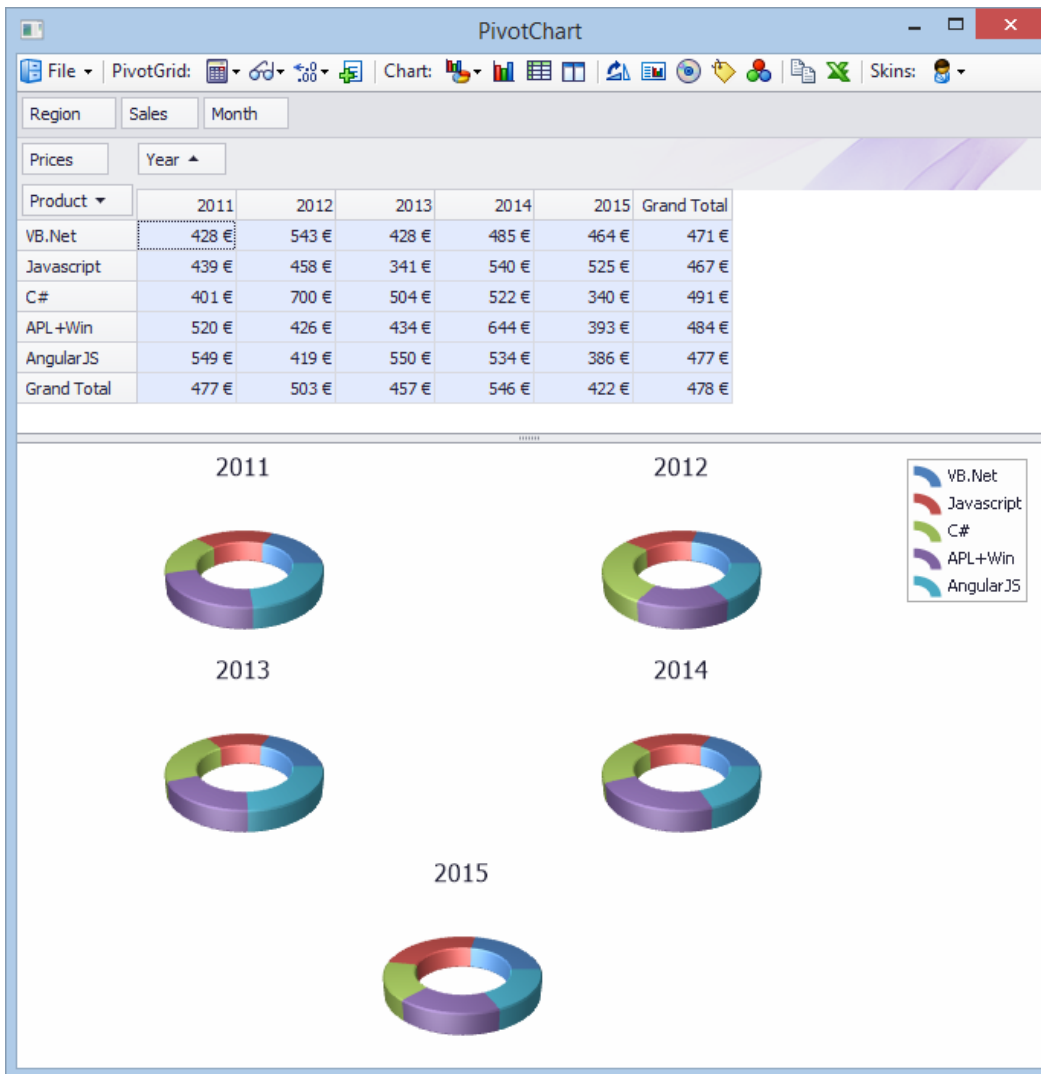 PivotChart
File PivotGrid: Chart: Skins:
Region Sales Month
Prices Year
Product 2011 2012 2013 2014 2015 Grand Total
VB.Net 428 € 543 € 428 € 485 € 464 € 471 €
Javascript 439 € 458 € 341 € 540 € 525 € 467 €
C# 401 € 700 € 504 € 522 € 340 € 491 €
APL+Win 520 € 426 € 434 € 644 € 393 € 484 €
AngularJS 549 € 419 € 550 € 534 € 386 € 477 €
Grand Total 477 € 503 € 457 € 546 € 422 € 478 €
2011 2012
VB.Net
Javascript
C#
APL+Win
AngularJS
2013 2014
2015